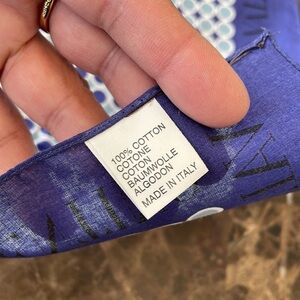 100% COTTON
COTONE
COTON
BAUMWOLLE
ALGODON
MADE IN ITALY